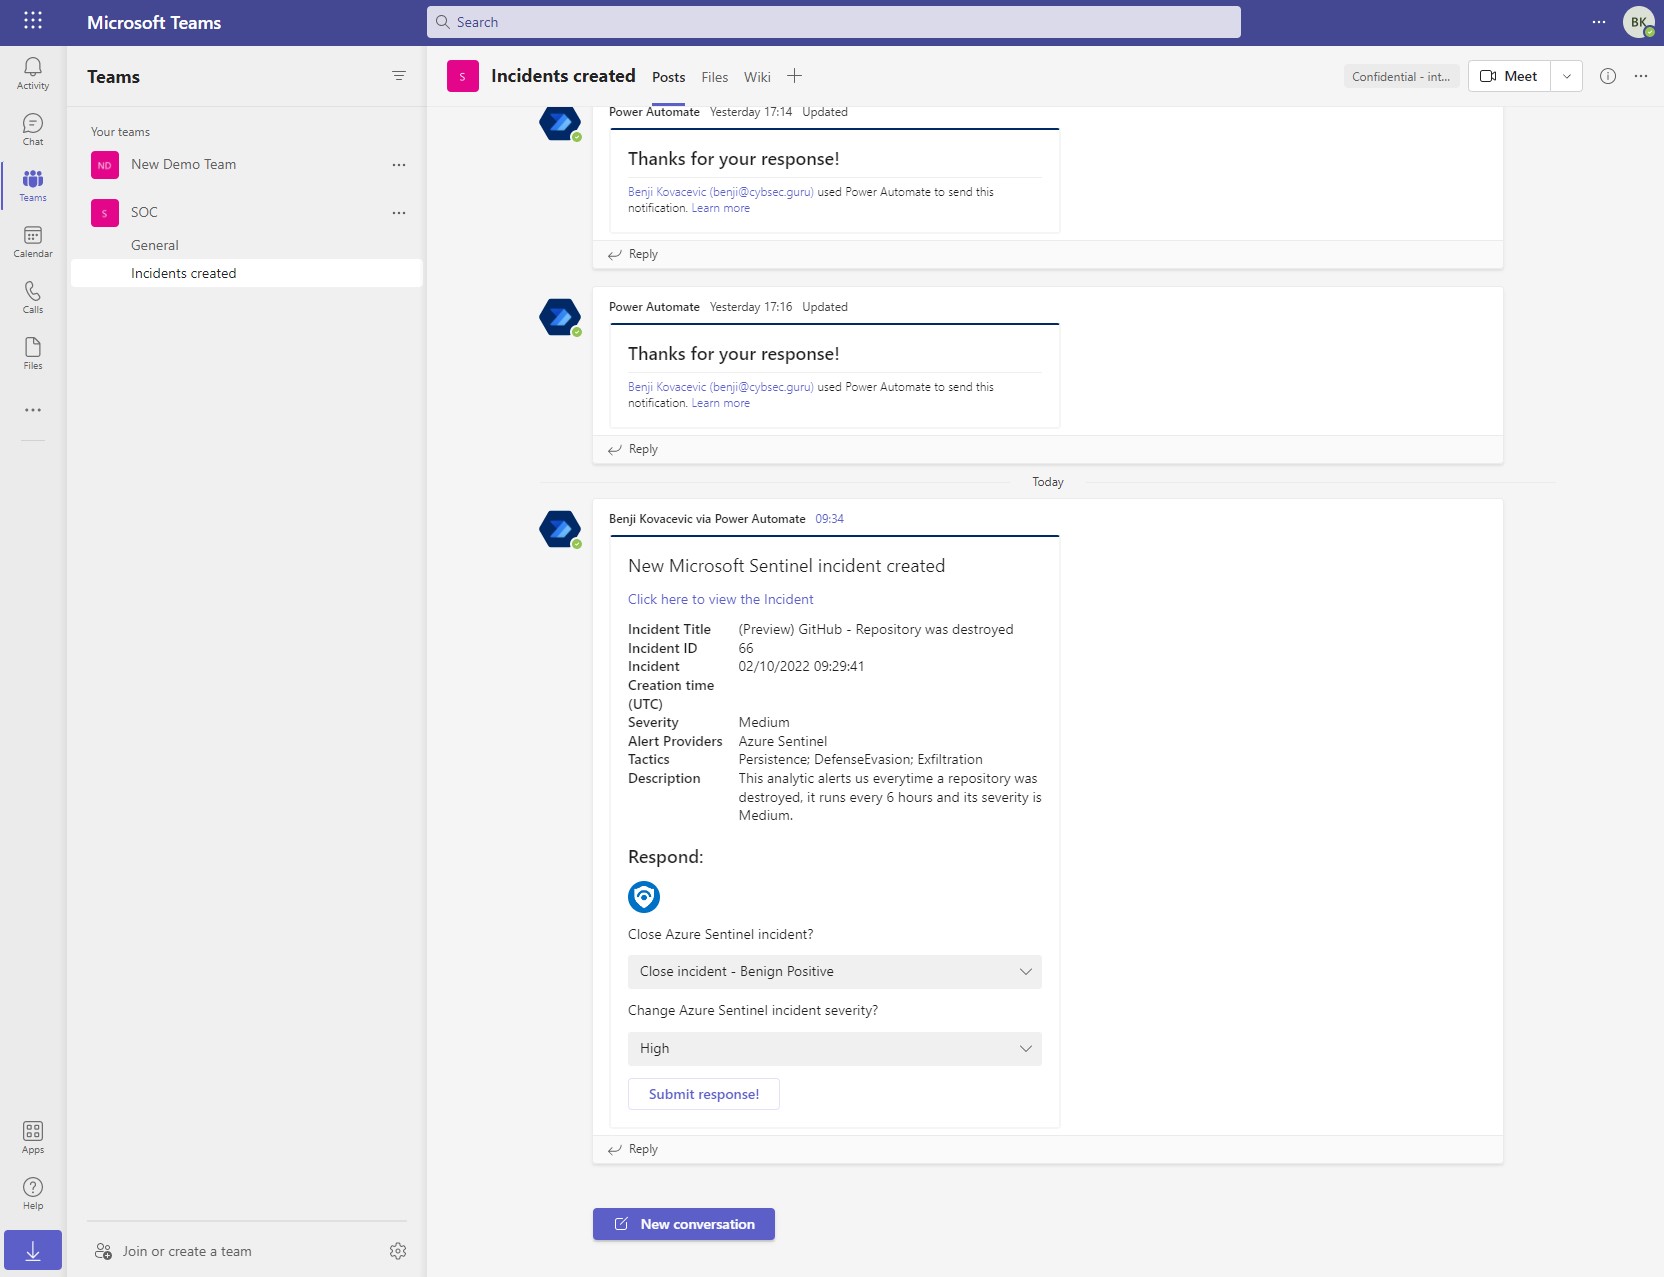 Microsoft Teams
Search
BK
Activity
Chat
Teams
Calendar
Calls
Files
Apps
Help
Teams
Your teams
ND New Demo Team
S SOC
General
Incidents created
Join or create a team
S Incidents created Posts Files Wiki
Confidential - int... Meet
Power Automate Yesterday 17:14 Updated
Thanks for your response!
Benji Kovacevic (benji@cybsec.guru) used Power Automate to send this
notification. Learn more
Reply
Power Automate Yesterday 17:16 Updated
Thanks for your response!
Benji Kovacevic (benji@cybsec.guru) used Power Automate to send this
notification. Learn more
Reply
Today
Benji Kovacevic via Power Automate 09:34
New Microsoft Sentinel incident created
Click here to view the Incident
Incident Title (Preview) GitHub - Repository was destroyed
Incident ID 66
Incident 02/10/2022 09:29:41
Creation time
(UTC)
Severity Medium
Alert Providers Azure Sentinel
Tactics Persistence; DefenseEvasion; Exfiltration
Description This analytic alerts us everytime a repository was
destroyed, it runs every 6 hours and its severity is
Medium.
Respond:
Close Azure Sentinel incident?
Close incident - Benign Positive
Change Azure Sentinel incident severity?
High
Submit response!
Reply
New conversation